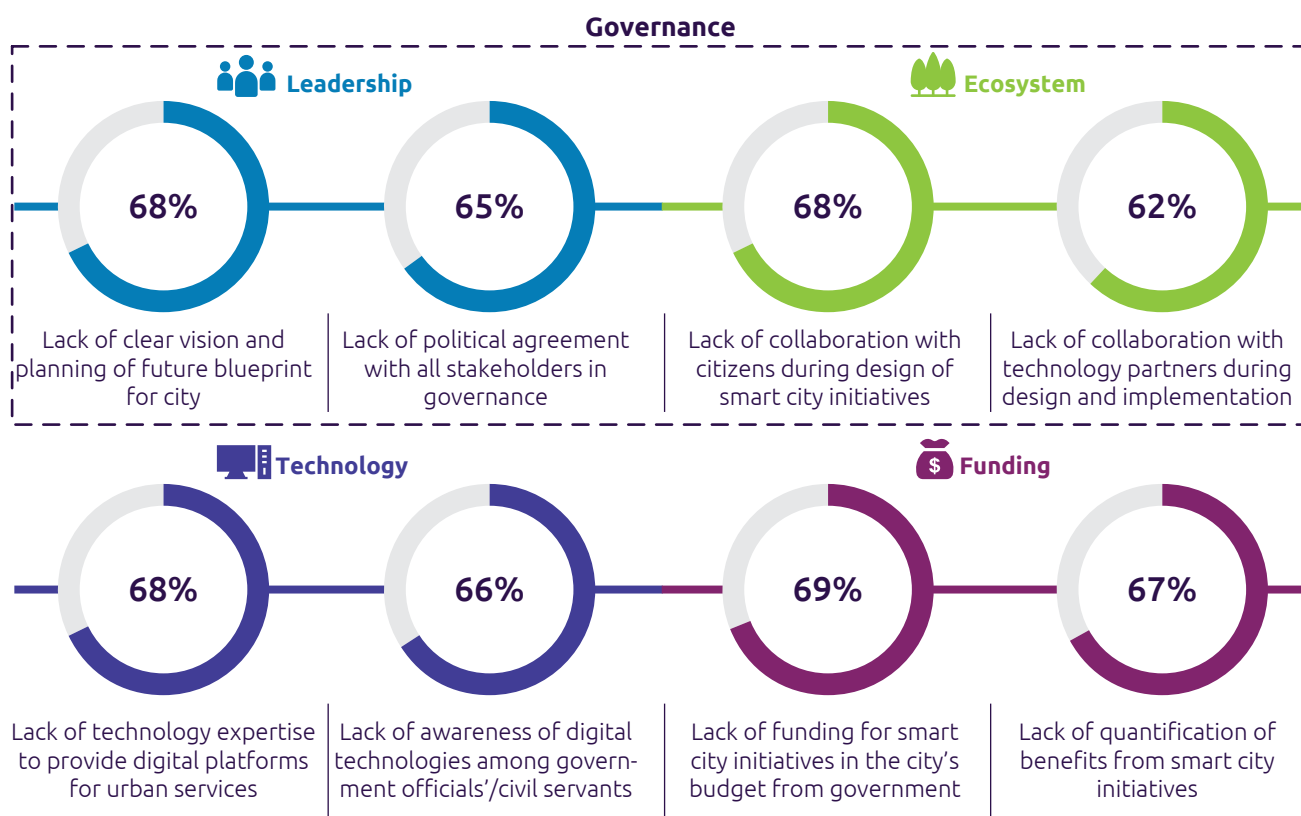 Governance
Leadership
Ecosystem
68%
65%
68%
62%
Lack of clear vision and
planning of future blueprint
for city
Lack of political agreement
with all stakeholders in
governance
Lack of collaboration with
citizens during design of
smart city initiatives
Lack of collaboration with
technology partners during
design and implementation
Technology
$
Funding
68%
66%
69%
67%
Lack of technology expertise
to provide digital platforms
for urban services
Lack of awareness of digital
technologies among govern-
ment officials'/civil servants
Lack of funding for smart
city initiatives in the city's
budget from government
Lack of quantification of
benefits from smart city
initiatives